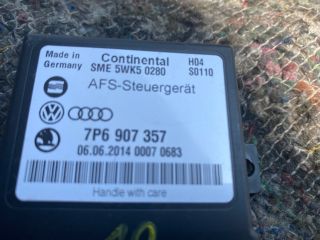 Made in Germany
Continental
SME 5WK5 0280
H04
S0110
AFS-Steuergerät
7P6 907 357
06.06.2014 0007 0683
Handle with care